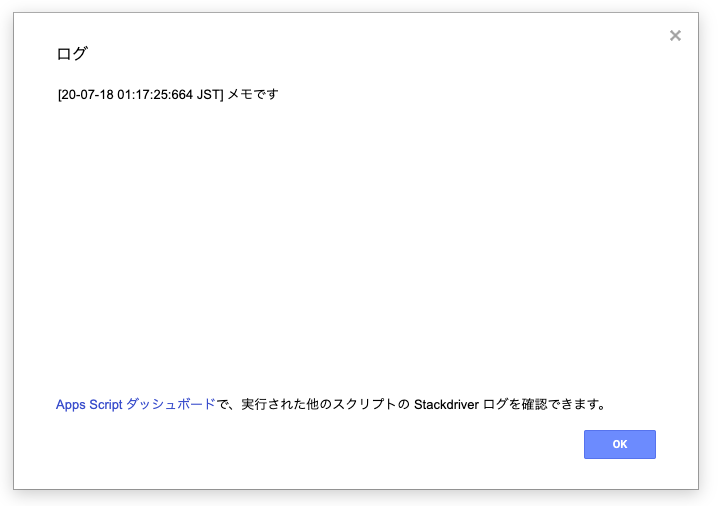 ログ
[20-07-18 01:17:25:664 JST] メモです
Apps Script ダッシュボードで、実行された他のスクリプトの Stackdriver ログを確認できます。
OK